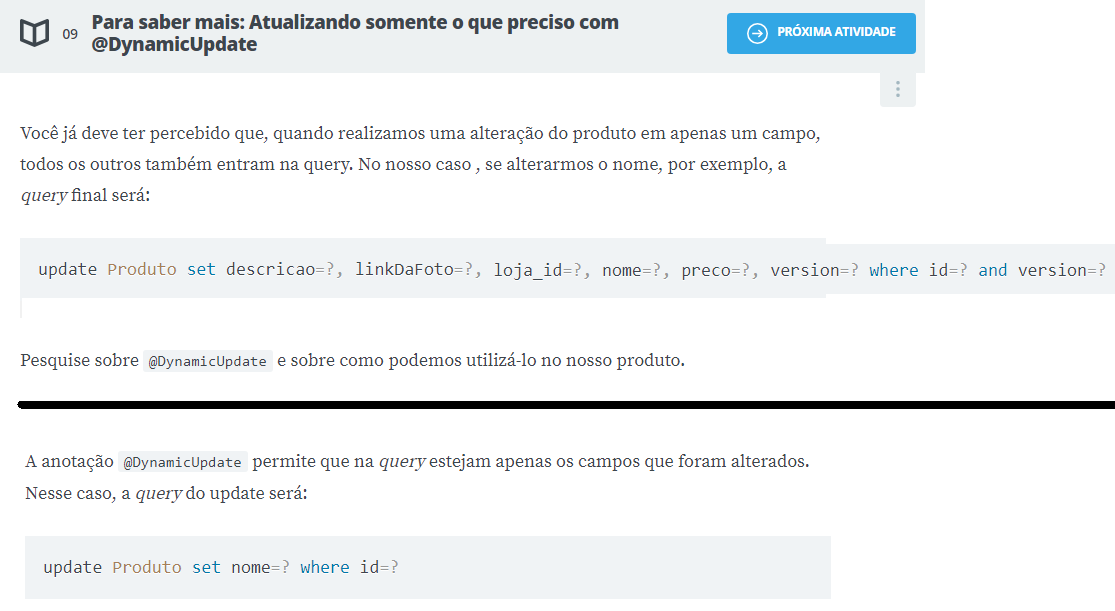 09
Para saber mais: Atualizando somente o que preciso com
@DynamicUpdate
PRÓXIMA ATIVIDADE
Você já deve ter percebido que, quando realizamos uma alteração do produto em apenas um campo,
todos os outros também entram na query. No nosso caso , se alterarmos o nome, por exemplo, a
query final será:
update Produto set descricao=?, linkDaFoto=?, loja_id=?, nome=?, preco=?, version=? where id=? and version=?
Pesquise sobre @DynamicUpdate e sobre como podemos utilizá-lo no nosso produto.
A anotação @DynamicUpdate permite que na query estejam apenas os campos que foram alterados.
Nesse caso, a query do update será:
update Produto set nome=? where id=?